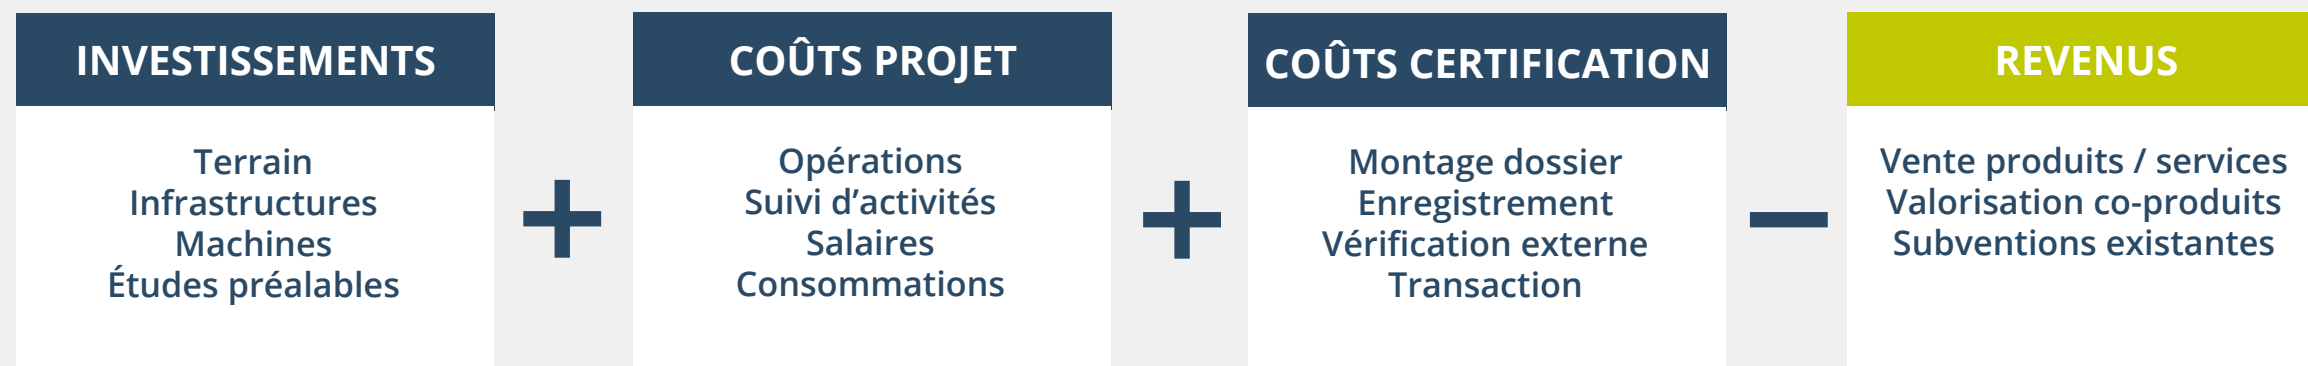 INVESTISSEMENTS
Terrain
Infrastructures
Machines
Études préalables
+
COÛTS PROJET
Opérations
Suivi d’activités
Salaires
Consommations
+
COÛTS CERTIFICATION
Montage dossier
Enregistrement
Vérification externe
Transaction
−
REVENUS
Vente produits / services
Valorisation co-produits
Subventions existantes